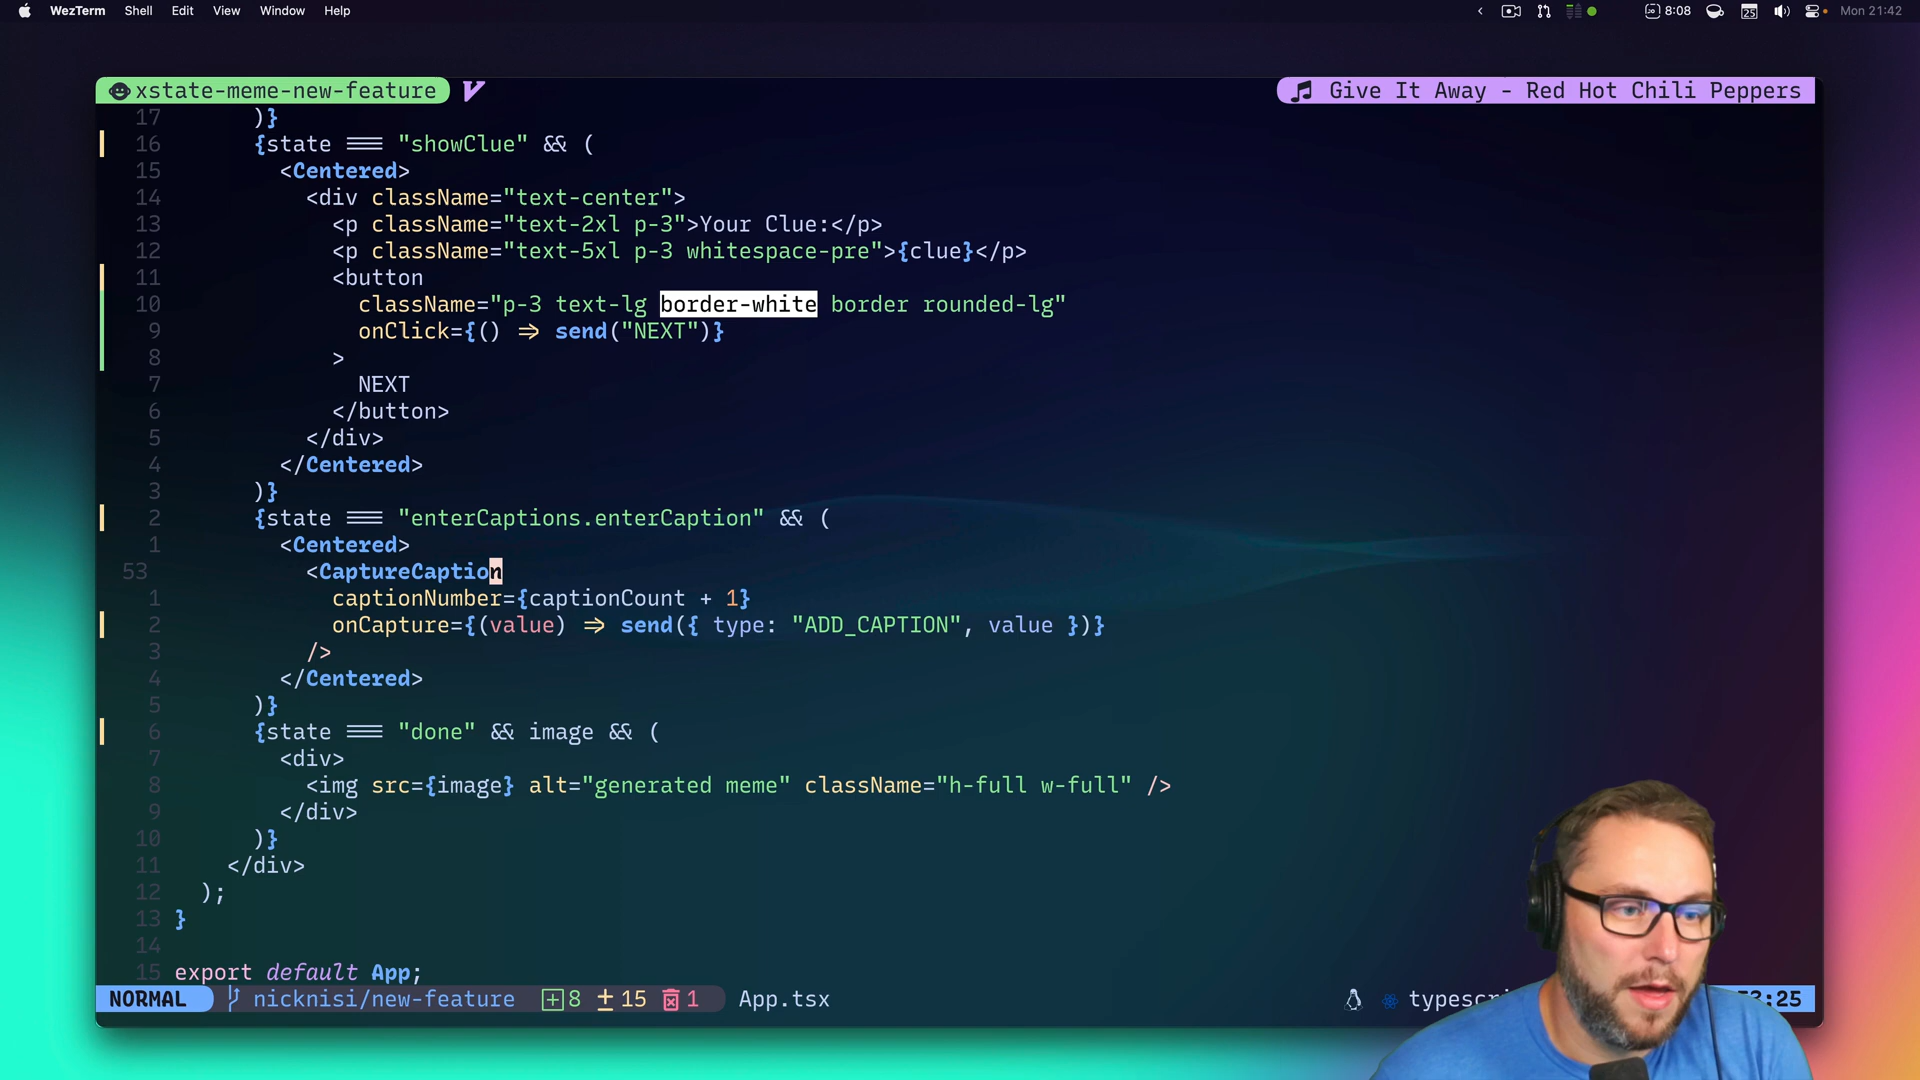 WezTerm Shell Edit View Window Help 8:08 25 Mon 21:42
xstate-meme-new-feature Give It Away - Red Hot Chili Peppers
17 )}
16 {state === "showClue" && (
15 <Centered>
14 <div className="text-center">
13 <p className="text-2xl p-3">Your Clue:</p>
12 <p className="text-5xl p-3 whitespace-pre">{clue}</p>
11 <button
10 className="p-3 text-lg border-white border rounded-lg"
9 onClick={() => send("NEXT")}
8 >
7 NEXT
6 </button>
5 </div>
4 </Centered>
3 )}
2 {state === "enterCaptions.enterCaption" && (
1 <Centered>
53 <CaptureCaption
1 captionNumber={captionCount + 1}
2 onCapture={(value) => send({ type: "ADD_CAPTION", value })}
3 />
4 </Centered>
5 )}
6 {state === "done" && image && (
7 <div>
8 <img src={image} alt="generated meme" className="h-full w-full" />
9 </div>
10 )}
11 </div>
12 );
13 }
14
15 export default App;
NORMAL nicknisi/new-feature 8 ± 15 1 App.tsx typescri :25